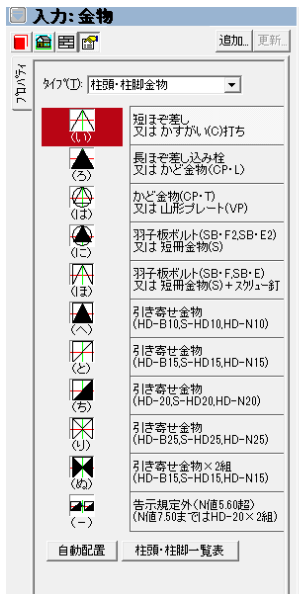 入力: 金物
追加...
更新...
プロパティ
タイプ(T):
柱頭・柱脚金物
(い)
短ほぞ差し
又は かすがい(C)打ち
(ろ)
長ほぞ差し込み栓
又は かど金物(CP・L)
(は)
かど金物(CP・T)
又は 山形プレート(VP)
(に)
羽子板ボルト(SB・F2,SB・E2)
又は 短冊金物(S)
(ほ)
羽子板ボルト(SB・F,SB・E)
又は 短冊金物(S)+スクリュー釘
(へ)
引き寄せ金物
(HD-B10,S-HD10,HD-N10)
(と)
引き寄せ金物
(HD-B15,S-HD15,HD-N15)
(ち)
引き寄せ金物
(HD-20,S-HD20,HD-N20)
(り)
引き寄せ金物
(HD-B25,S-HD25,HD-N25)
(ぬ)
引き寄せ金物×2組
(HD-B15,S-HD15,HD-N15)
(-)
告示規定外(N値5.60超)
(N値7.50まではHD-20×2組)
自動配置
柱頭・柱脚一覧表